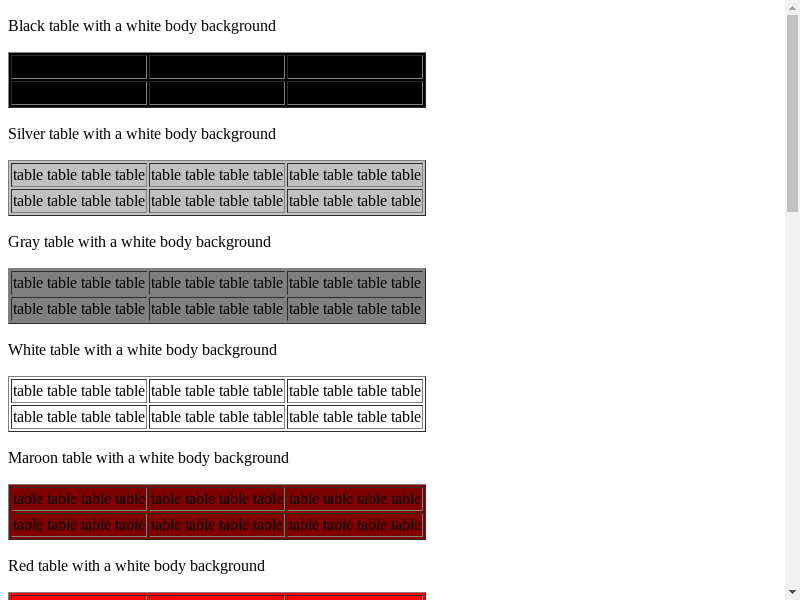 Black table with a white body background
Silver table with a white body background
table table table table table table table table table table table table
table table table table table table table table table table table table
Gray table with a white body background
table table table table table table table table table table table table
table table table table table table table table table table table table
White table with a white body background
table table table table table table table table table table table table
table table table table table table table table table table table table
Maroon table with a white body background
table table table table table table table table table table table table
table table table table table table table table table table table table
Red table with a white body background